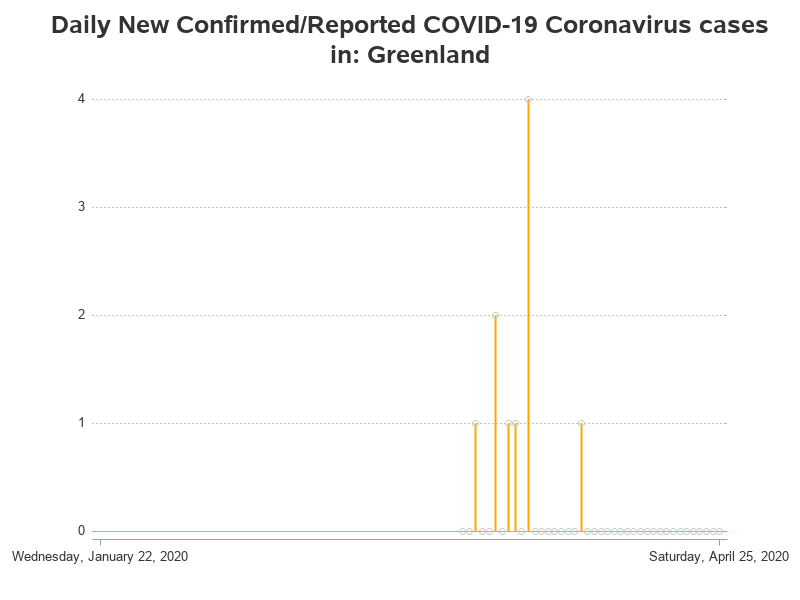 Daily New Confirmed/Reported COVID-19 Coronavirus cases
in: Greenland
4
3
2
1
0
Wednesday, January 22, 2020
Saturday, April 25, 2020